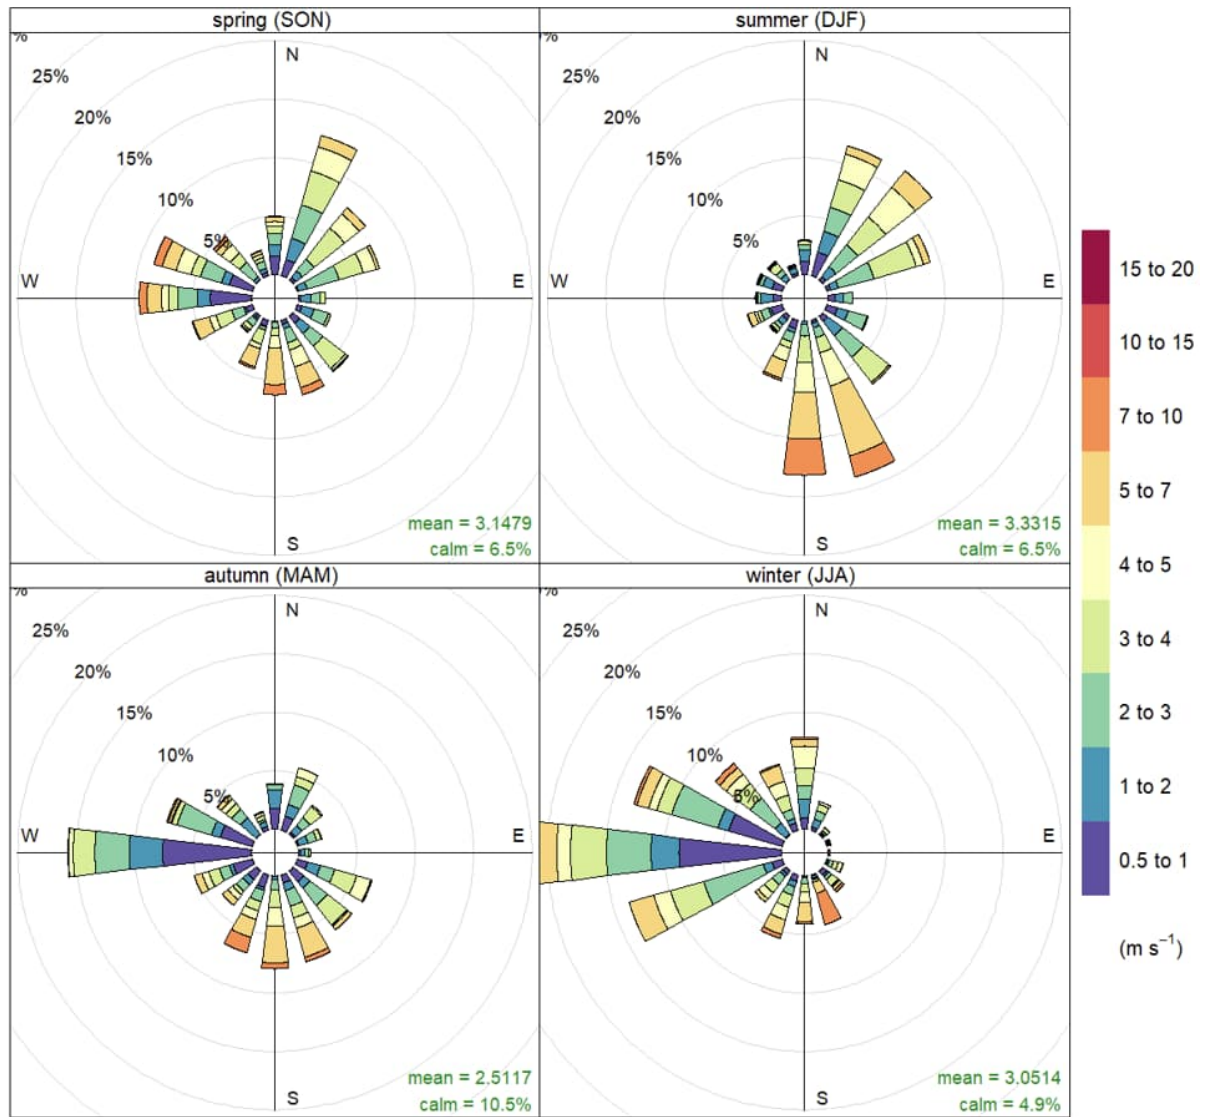 spring (SON)
%
25%
20%
15%
10%
5%
N
W
E
S
mean = 3.1479
calm = 6.5%
summer (DJF)
%
25%
20%
15%
10%
5%
N
W
E
S
mean = 3.3315
calm = 6.5%
autumn (MAM)
%
25%
20%
15%
10%
5%
N
W
E
S
mean = 2.5117
calm = 10.5%
winter (JJA)
%
25%
20%
15%
10%
5%
N
W
E
S
mean = 3.0514
calm = 4.9%
15 to 20
10 to 15
7 to 10
5 to 7
4 to 5
3 to 4
2 to 3
1 to 2
0.5 to 1
(m s⁻¹)